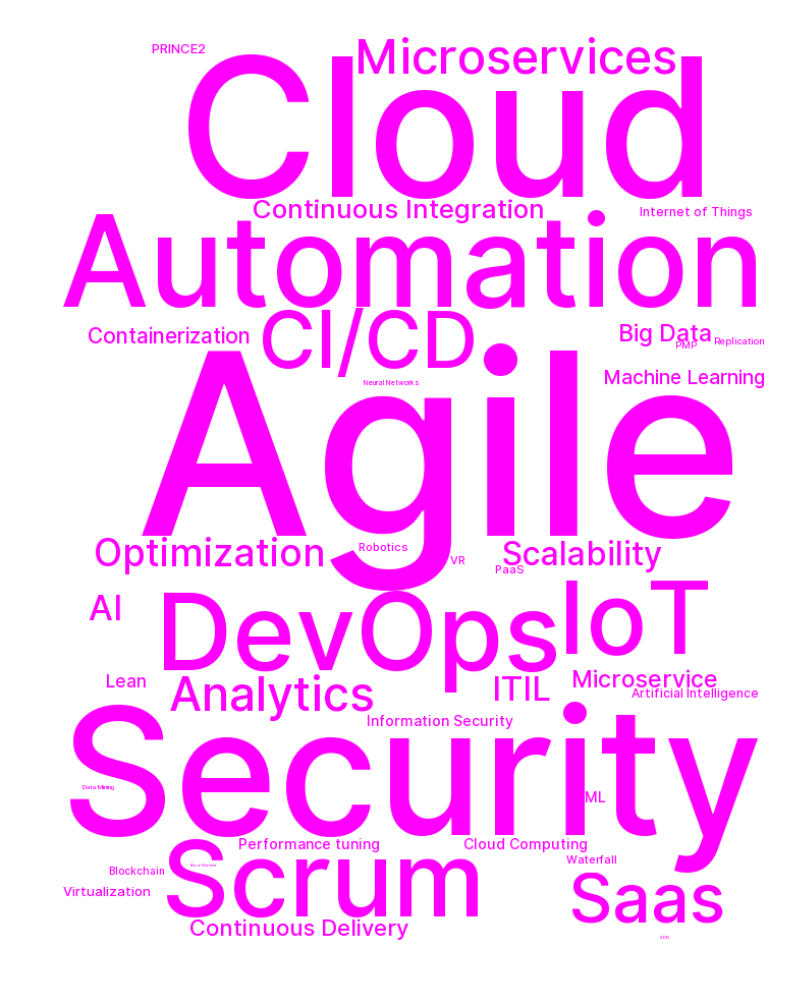 PRINCE2
Microservices
Cloud
Continuous Integration
Internet of Things
Automation
Containerization
CI/CD
Big Data
PMP
Replication
Neural Networks
Machine Learning
Agile
Optimization
Robotics
VR
PaaS
Scalability
AI
DevOps
IoT
Lean
Analytics
ITIL
Microservice
Artificial Intelligence
Information Security
Security
Data Mining
ML
Performance tuning
Cloud Computing
Waterfall
Blockchain
Scrum
Virtualization
Saas
Continuous Delivery